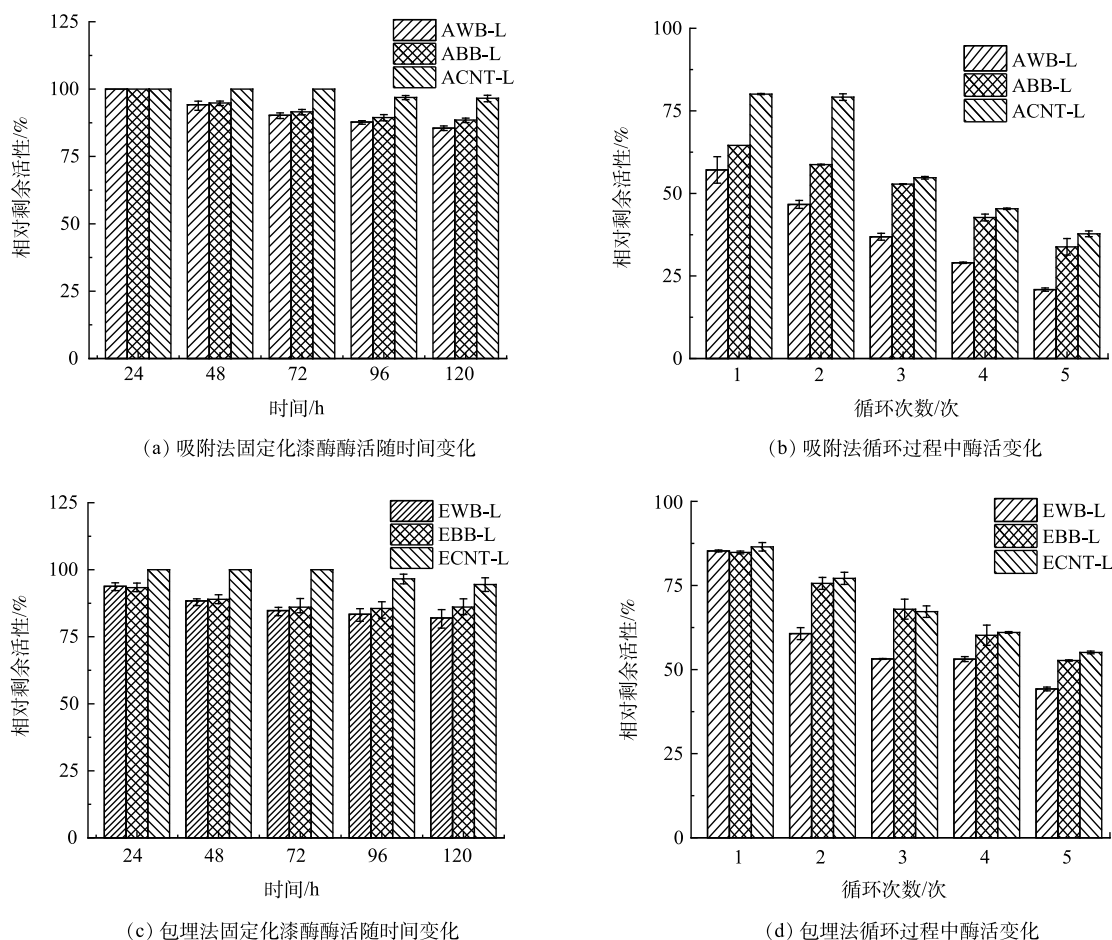 125
100
75
50
25
0
相对剩余活性/%
AWB-L
ABB-L
ACNT-L
24 48 72 96 120
时间/h
(a) 吸附法固定化漆酶酶活随时间变化
100
75
50
25
0
相对剩余活性/%
AWB-L
ABB-L
ACNT-L
1 2 3 4 5
循环次数/次
(b) 吸附法循环过程中酶活变化
125
100
75
50
25
0
相对剩余活性/%
EWB-L
EBB-L
ECNT-L
24 48 72 96 120
时间/h
(c) 包埋法固定化漆酶酶活随时间变化
100
75
50
25
0
相对剩余活性/%
EWB-L
EBB-L
ECNT-L
1 2 3 4 5
循环次数/次
(d) 包埋法循环过程中酶活变化